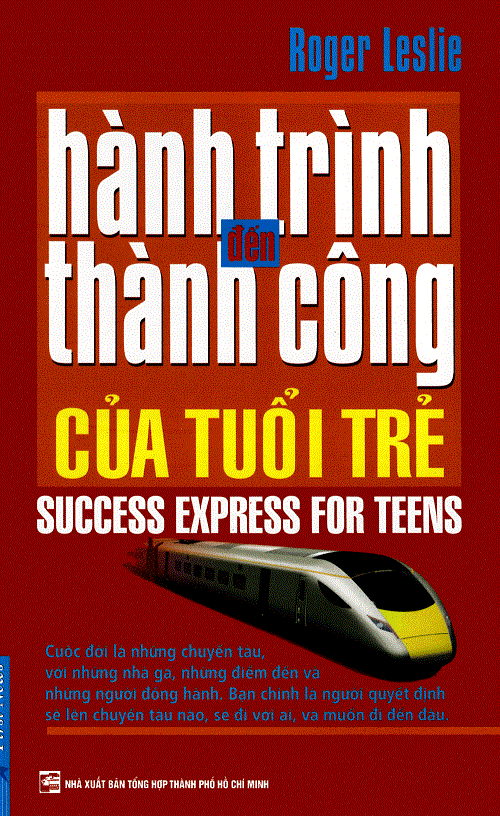 Roger Leslie
hành trình
đến
thành công
CỦA TUỔI TRẺ
SUCCESS EXPRESS FOR TEENS
Cuộc đời là những chuyến tàu,
với những nhà ga, những điểm đến và
những người đồng hành. Bạn chính là người quyết định
sẽ lên chuyến tàu nào, sẽ đi với ai, và muốn đi đến đâu.
First News
NHÀ XUẤT BẢN TỔNG HỢP THÀNH PHỐ HỒ CHÍ MINH